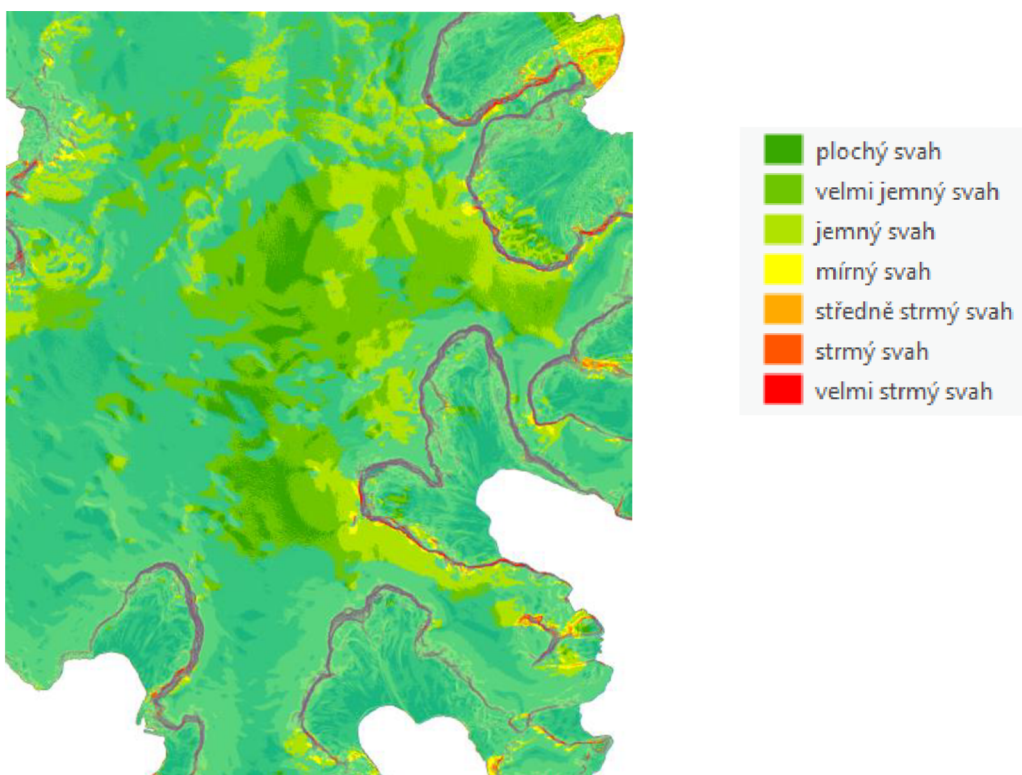 plochý svah
velmi jemný svah
jemný svah
mírný svah
středně strmý svah
strmý svah
velmi strmý svah